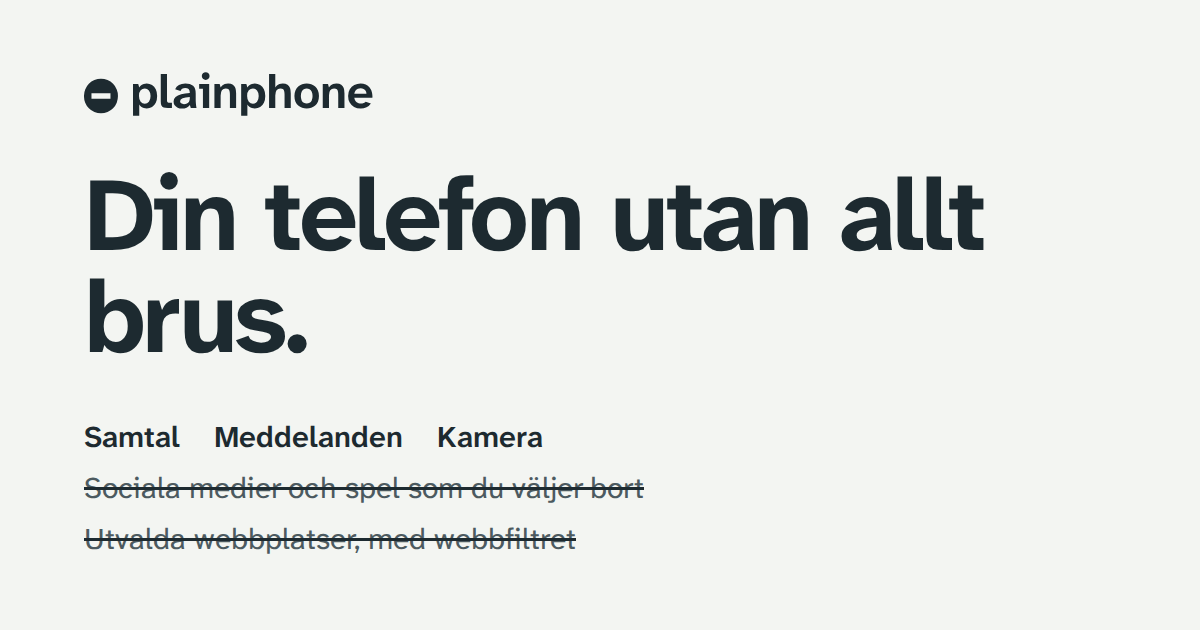 plainphone
Din telefon utan allt
brus.
Samtal Meddelanden Kamera
Sociala medier och spel som du väljer bort
Utvalda webbplatser, med webbfiltret